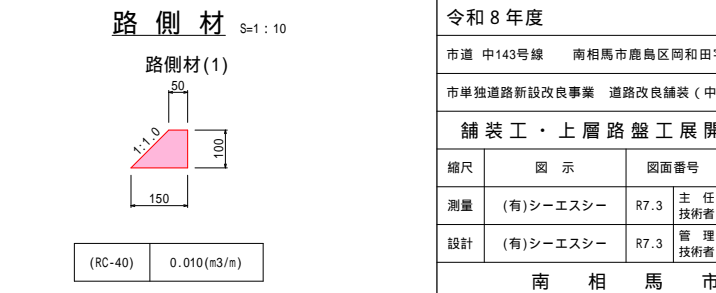 路側材 S=1：10
路側材(1)
50
1:1.0
100
150
(RC-40) 0.010(m3/m)
令和８年度
市道 中143号線 南相馬市鹿島区岡和田
市単独道路新設改良事業 道路改良舗装（中
舗装工・上層路盤工展開
縮尺 図示 図面番号
測量 (有)シーエスシー R7.3 主任技術者
設計 (有)シーエスシー R7.3 管理技術者
南相馬市